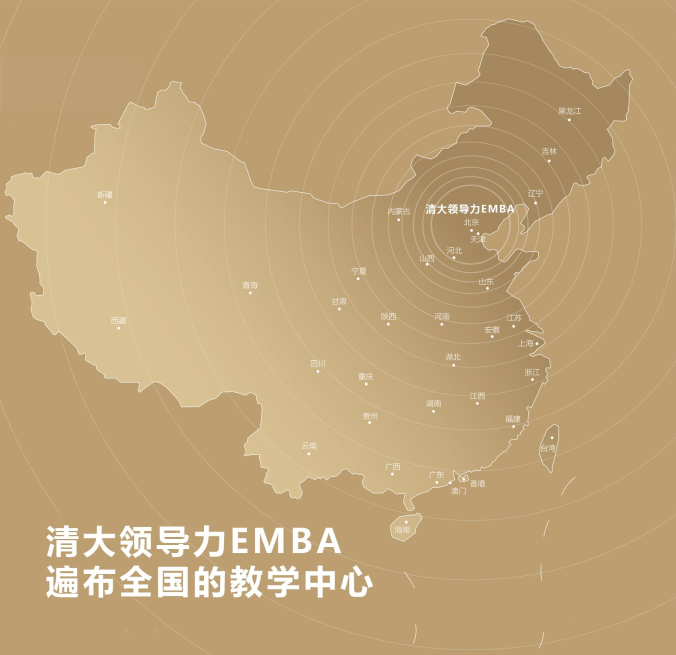 黑龙江
吉林
辽宁
新疆
内蒙古
清大领导力EMBA
北京
天津
河北
山西
宁夏
青海
山东
甘肃
西藏
陕西
河南
江苏
安徽
上海
湖北
四川
浙江
重庆
江西
湖南
贵州
福建
云南
台湾
广西
广东
香港
澳门
海南
清大领导力EMBA
遍布全国的教学中心